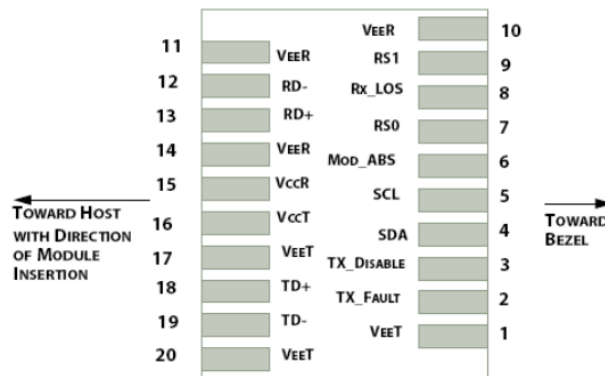 11 VEER
12 RD-
13 RD+
14 VEER
15 VCCR
16 VCCT
17 VEET
18 TD+
19 TD-
20 VEET
TOWARD HOST
WITH DIRECTION
OF MODULE
INSERTION
VEER 10
RS1 9
RX_LOS 8
RS0 7
MOD_ABS 6
SCL 5
SDA 4
TX_DISABLE 3
TX_FAULT 2
VEET 1
TOWARD
BEZEL